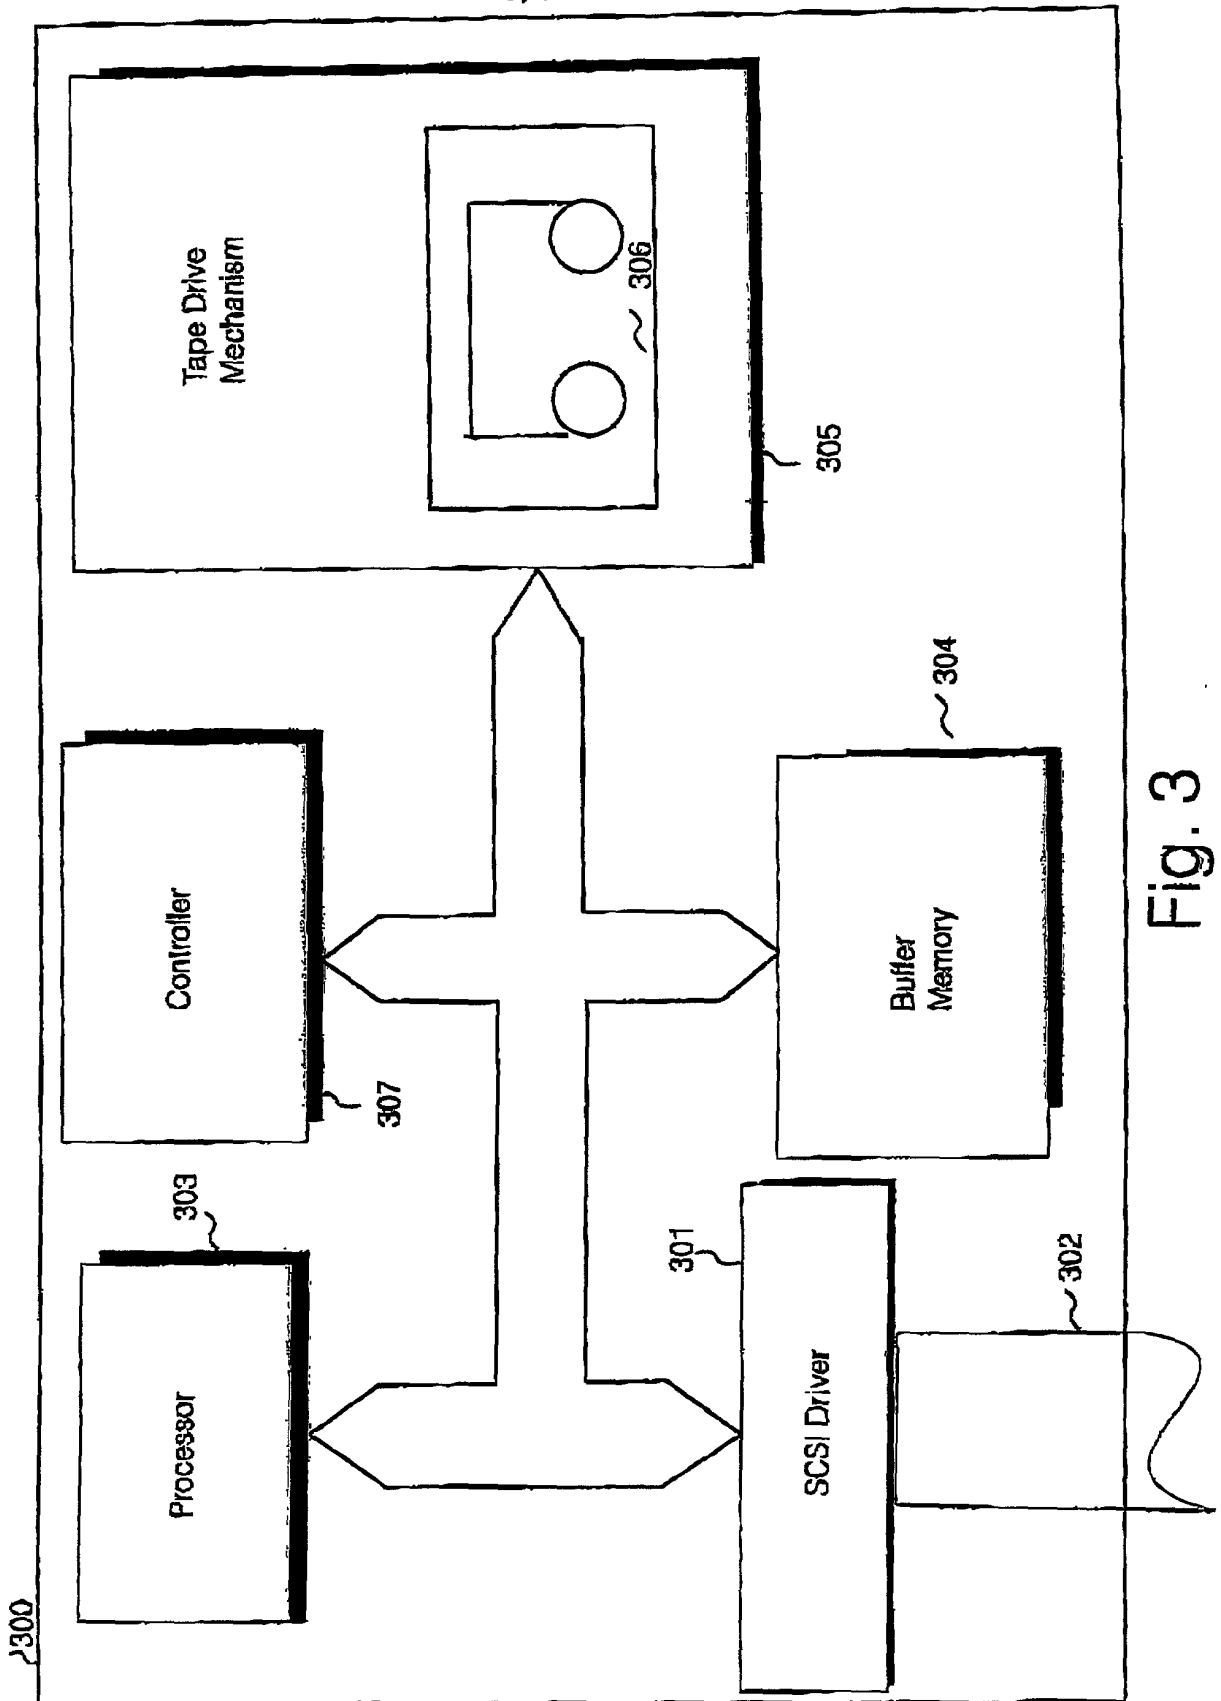 300
Processor
303
Controller
307
Tape Drive
Mechanism
306
305
301
SCSI Driver
302
Buffer
Memory
304
Fig. 3